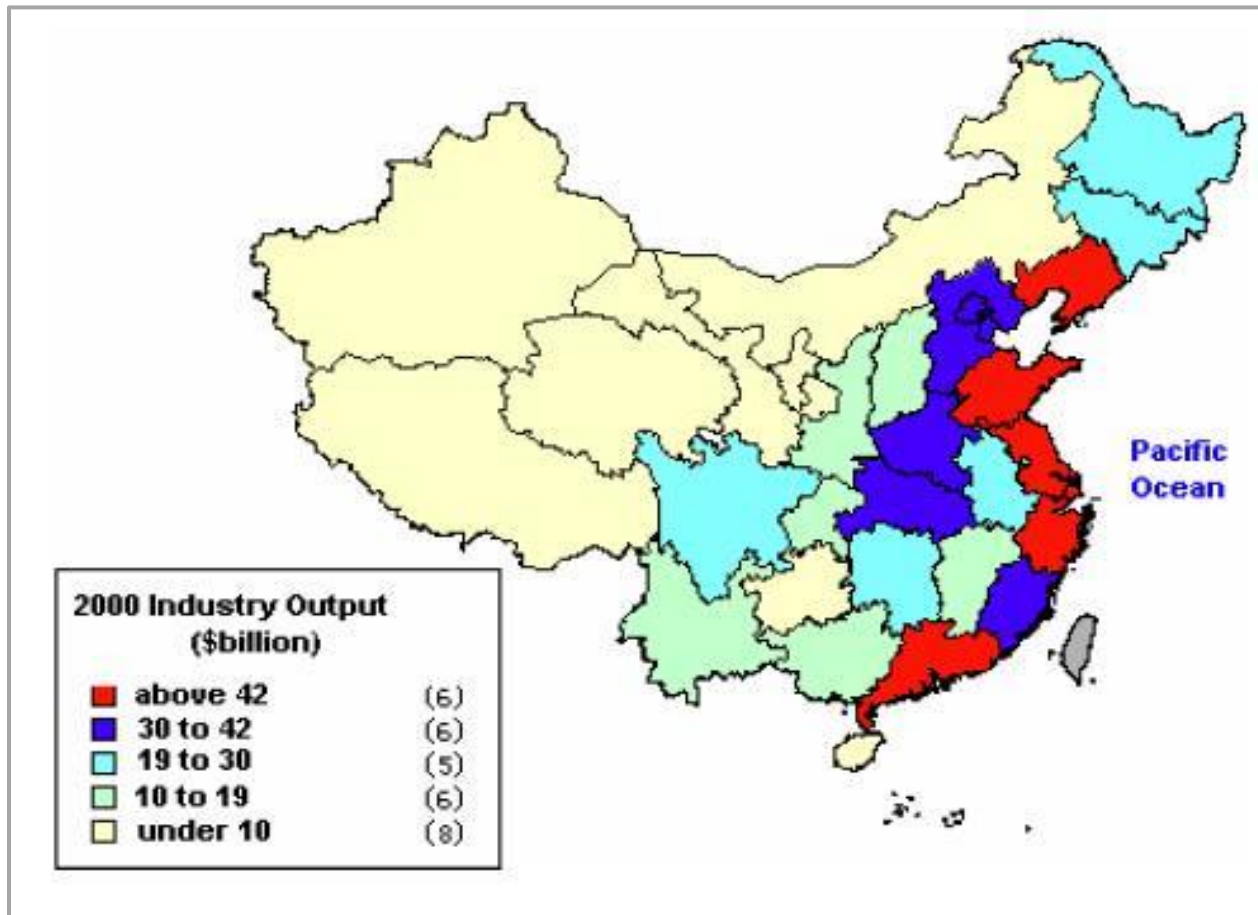 Pacific
Ocean
2000 Industry Output
($billion)
above 42 (6)
30 to 42 (6)
19 to 30 (5)
10 to 19 (6)
under 10 (8)